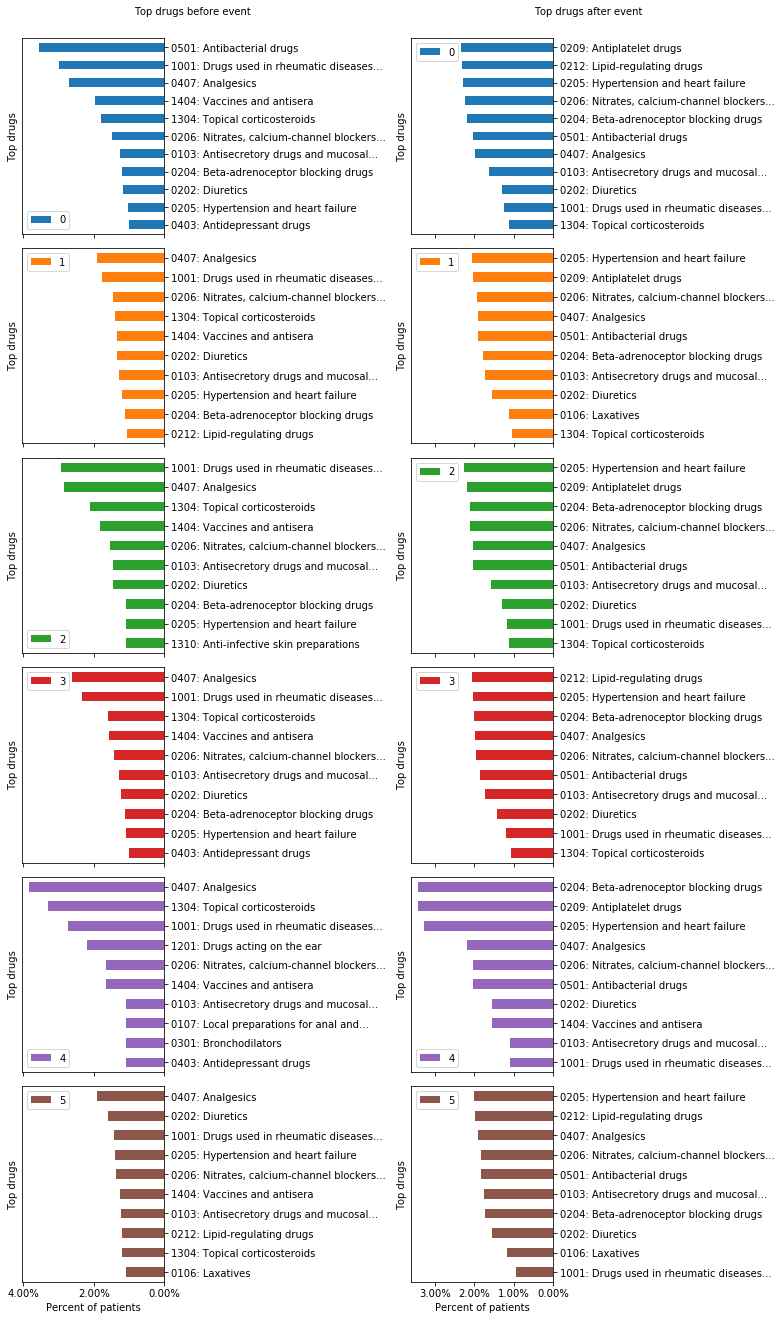 Top drugs before event
Top drugs
0501: Antibacterial drugs
1001: Drugs used in rheumatic diseases...
0407: Analgesics
1404: Vaccines and antisera
1304: Topical corticosteroids
0206: Nitrates, calcium-channel blockers...
0103: Antisecretory drugs and mucosal...
0204: Beta-adrenoceptor blocking drugs
0202: Diuretics
0205: Hypertension and heart failure
0403: Antidepressant drugs
0
Top drugs after event
Top drugs
0209: Antiplatelet drugs
0212: Lipid-regulating drugs
0205: Hypertension and heart failure
0206: Nitrates, calcium-channel blockers...
0204: Beta-adrenoceptor blocking drugs
0501: Antibacterial drugs
0407: Analgesics
0103: Antisecretory drugs and mucosal...
0202: Diuretics
1001: Drugs used in rheumatic diseases...
1304: Topical corticosteroids
0
Top drugs
1
0407: Analgesics
1001: Drugs used in rheumatic diseases...
0206: Nitrates, calcium-channel blockers...
1304: Topical corticosteroids
1404: Vaccines and antisera
0202: Diuretics
0103: Antisecretory drugs and mucosal...
0205: Hypertension and heart failure
0204: Beta-adrenoceptor blocking drugs
0212: Lipid-regulating drugs
Top drugs
1
0205: Hypertension and heart failure
0209: Antiplatelet drugs
0206: Nitrates, calcium-channel blockers...
0407: Analgesics
0501: Antibacterial drugs
0204: Beta-adrenoceptor blocking drugs
0103: Antisecretory drugs and mucosal...
0202: Diuretics
0106: Laxatives
1304: Topical corticosteroids
Top drugs
1001: Drugs used in rheumatic diseases...
0407: Analgesics
1304: Topical corticosteroids
1404: Vaccines and antisera
0206: Nitrates, calcium-channel blockers...
0103: Antisecretory drugs and mucosal...
0202: Diuretics
0204: Beta-adrenoceptor blocking drugs
0205: Hypertension and heart failure
1310: Anti-infective skin preparations
2
Top drugs
2
0205: Hypertension and heart failure
0209: Antiplatelet drugs
0204: Beta-adrenoceptor blocking drugs
0206: Nitrates, calcium-channel blockers...
0407: Analgesics
0501: Antibacterial drugs
0103: Antisecretory drugs and mucosal...
0202: Diuretics
1001: Drugs used in rheumatic diseases...
1304: Topical corticosteroids
Top drugs
3
0407: Analgesics
1001: Drugs used in rheumatic diseases...
1304: Topical corticosteroids
1404: Vaccines and antisera
0206: Nitrates, calcium-channel blockers...
0103: Antisecretory drugs and mucosal...
0202: Diuretics
0204: Beta-adrenoceptor blocking drugs
0205: Hypertension and heart failure
0403: Antidepressant drugs
Top drugs
3
0212: Lipid-regulating drugs
0205: Hypertension and heart failure
0204: Beta-adrenoceptor blocking drugs
0407: Analgesics
0206: Nitrates, calcium-channel blockers...
0501: Antibacterial drugs
0103: Antisecretory drugs and mucosal...
0202: Diuretics
1001: Drugs used in rheumatic diseases...
1304: Topical corticosteroids
Top drugs
0407: Analgesics
1304: Topical corticosteroids
1001: Drugs used in rheumatic diseases...
1201: Drugs acting on the ear
0206: Nitrates, calcium-channel blockers...
1404: Vaccines and antisera
0103: Antisecretory drugs and mucosal...
0107: Local preparations for anal and...
0301: Bronchodilators
0403: Antidepressant drugs
4
Top drugs
0204: Beta-adrenoceptor blocking drugs
0209: Antiplatelet drugs
0205: Hypertension and heart failure
0407: Analgesics
0206: Nitrates, calcium-channel blockers...
0501: Antibacterial drugs
0202: Diuretics
1404: Vaccines and antisera
0103: Antisecretory drugs and mucosal...
1001: Drugs used in rheumatic diseases...
4
Top drugs
5
0407: Analgesics
0202: Diuretics
1001: Drugs used in rheumatic diseases...
0205: Hypertension and heart failure
0206: Nitrates, calcium-channel blockers...
1404: Vaccines and antisera
0103: Antisecretory drugs and mucosal...
0212: Lipid-regulating drugs
1304: Topical corticosteroids
0106: Laxatives
4.00% 2.00% 0.00%
Percent of patients
Top drugs
5
0205: Hypertension and heart failure
0212: Lipid-regulating drugs
0407: Analgesics
0206: Nitrates, calcium-channel blockers...
0501: Antibacterial drugs
0103: Antisecretory drugs and mucosal...
0204: Beta-adrenoceptor blocking drugs
0202: Diuretics
0106: Laxatives
1001: Drugs used in rheumatic diseases...
3.00% 2.00% 1.00% 0.00%
Percent of patients